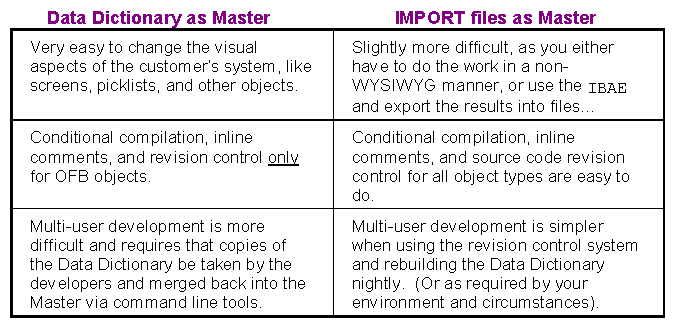 Data Dictionary as Master
IMPORT files as Master
Very easy to change the visual
aspects of the customer's system, like
screens, picklists, and other objects.
Slightly more difficult, as you either
have to do the work in a non-
WYSIWYG manner, or use the IBAE
and export the results into files...
Conditional compilation, inline
comments, and revision control only
for OFB objects.
Conditional compilation, inline
comments, and source code revision
control for all object types are easy to
do.
Multi-user development is more
difficult and requires that copies of
the Data Dictionary be taken by the
developers and merged back into the
Master via command line tools.
Multi-user development is simpler
when using the revision control system
and rebuilding the Data Dictionary
nightly. (Or as required by your
environment and circumstances).